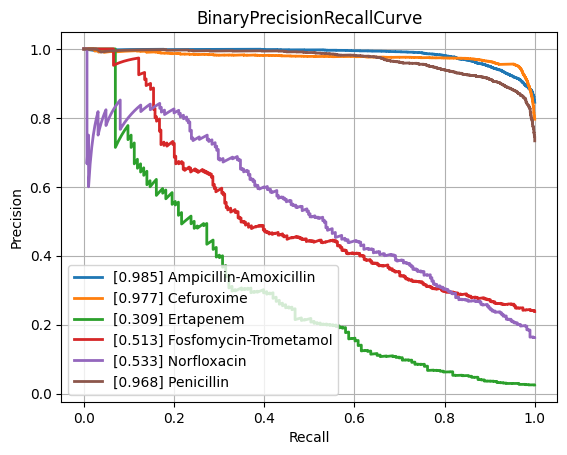 BinaryPrecisionRecallCurve
1.0
0.8
0.6
0.4
0.2
0.0
Precision
[0.985] Ampicillin-Amoxicillin
[0.977] Cefuroxime
[0.309] Ertapenem
[0.513] Fosfomycin-Trometamol
[0.533] Norfloxacin
[0.968] Penicillin
0.0 0.2 0.4 0.6 0.8 1.0
Recall